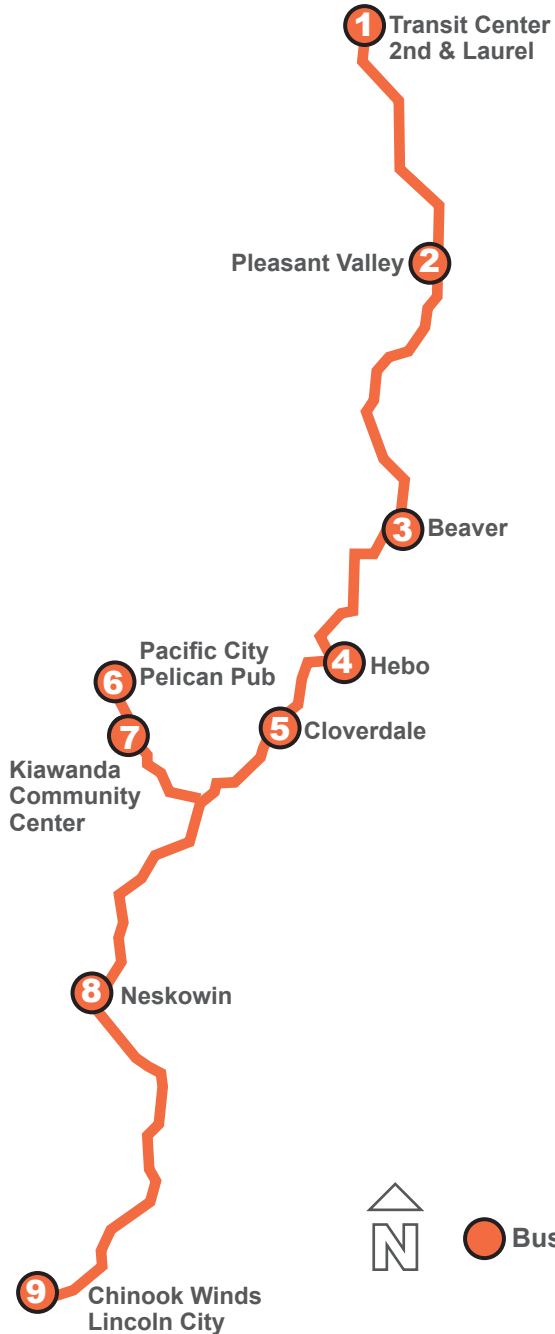 1 Transit Center
2nd & Laurel
Pleasant Valley 2
3 Beaver
Pacific City
Pelican Pub
6
4 Hebo
7
5 Cloverdale
Kiawanda
Community
Center
8 Neskowin
N
Bus
9 Chinook Winds
Lincoln City